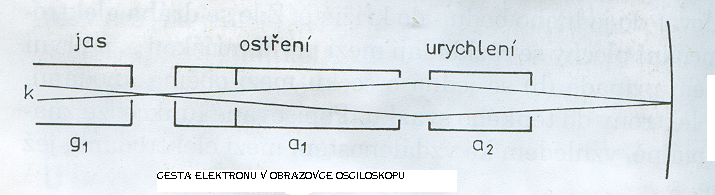 jas ostření urychlení
k
g1 a1 a2
CESTA ELEKTRONU V OBRAZOVCE OSCILOSKOPU